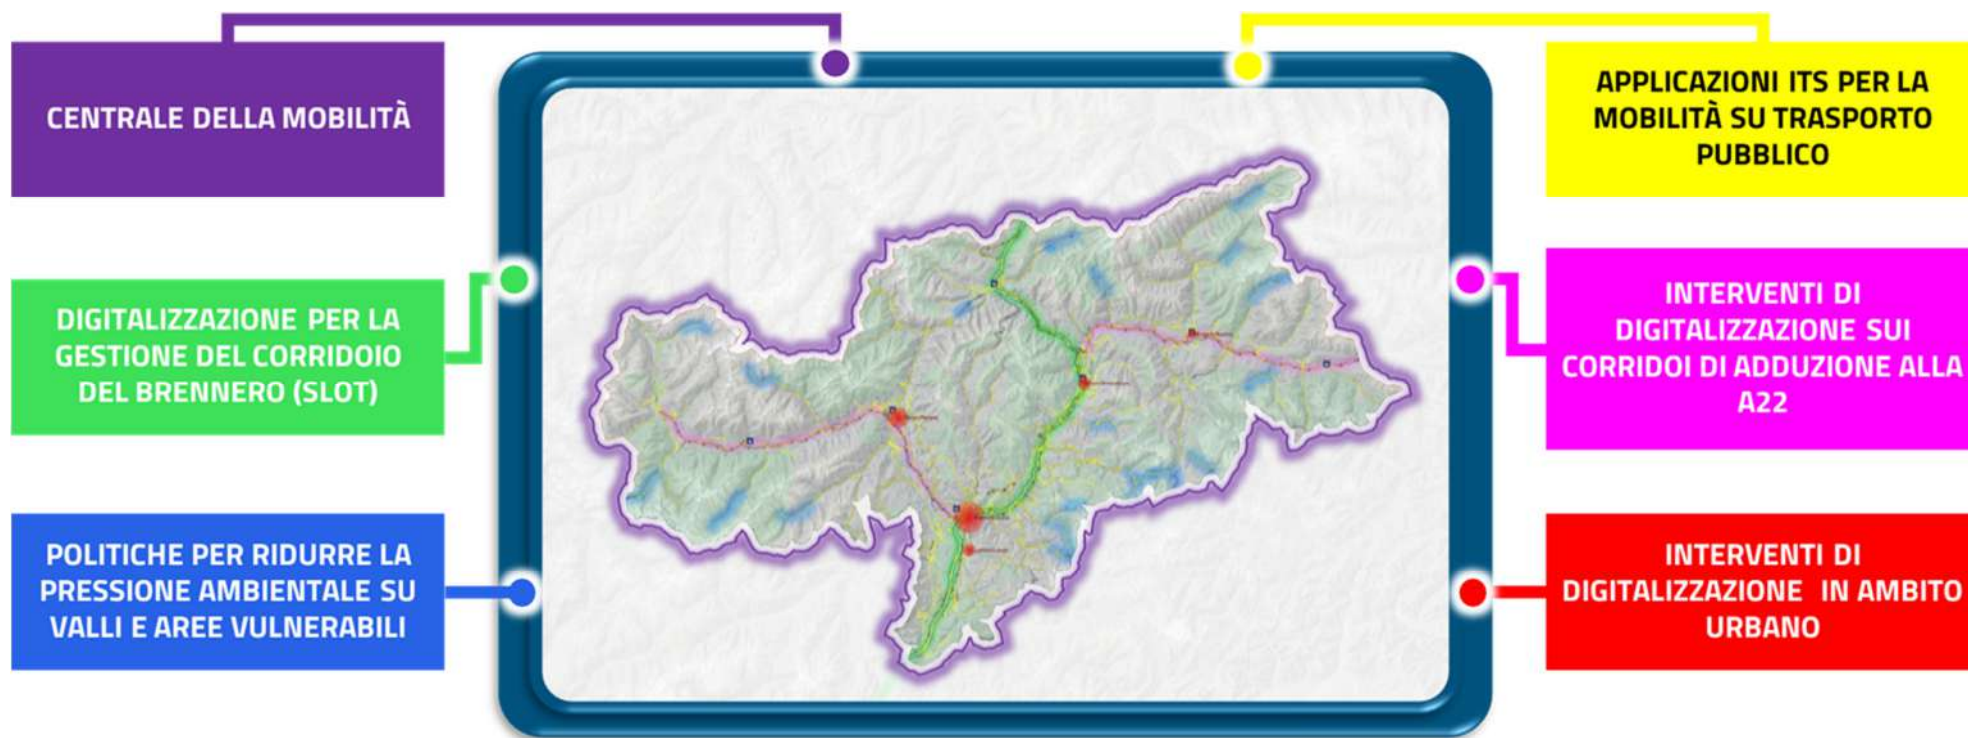 CENTRALE DELLA MOBILITÀ
DIGITALIZZAZIONE PER LA
GESTIONE DEL CORRIDOIO
DEL BRENNERO (SLOT)
POLITICHE PER RIDURRE LA
PRESSIONE AMBIENTALE SU
VALLI E AREE VULNERABILI
APPLICAZIONI ITS PER LA
MOBILITÀ SU TRASPORTO
PUBBLICO
INTERVENTI DI
DIGITALIZZAZIONE SUI
CORRIDOI DI ADDUZIONE ALLA
A22
INTERVENTI DI
DIGITALIZZAZIONE IN AMBITO
URBANO